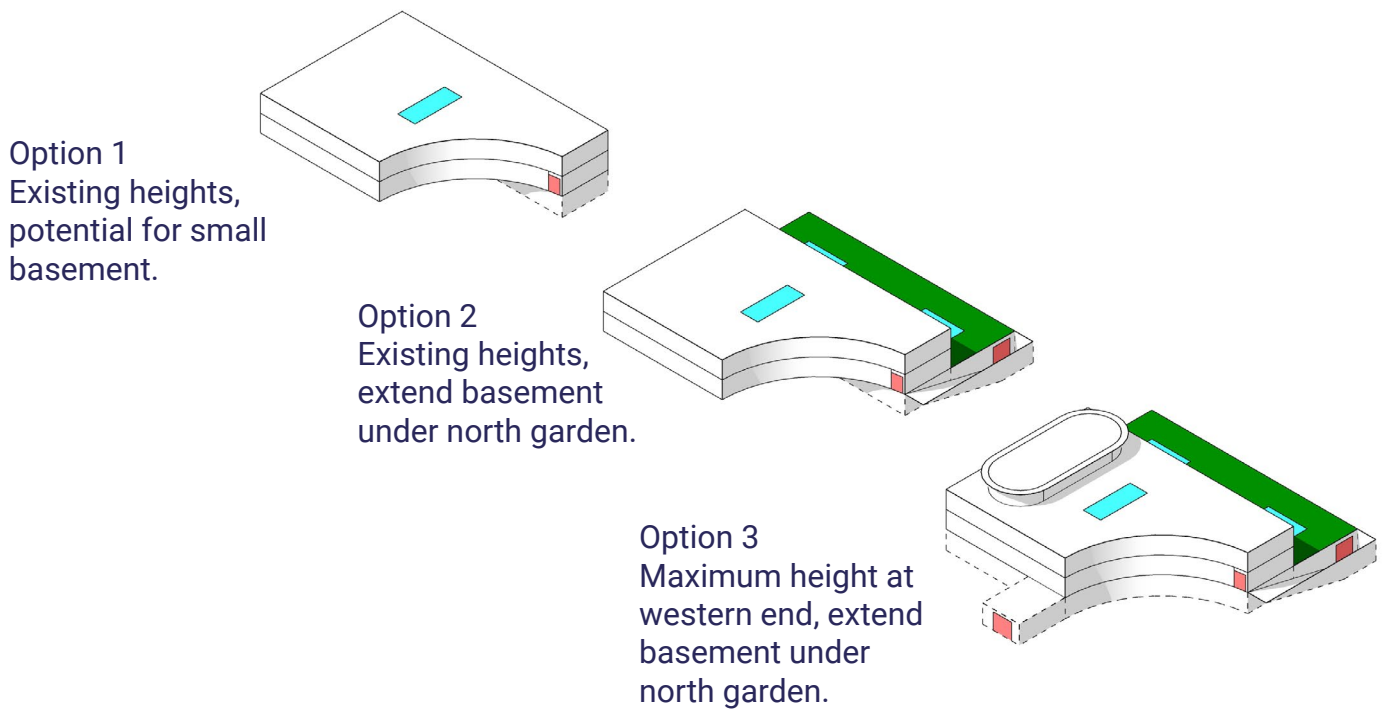 Option 1
Existing heights,
potential for small
basement.
Option 2
Existing heights,
extend basement
under north garden.
Option 3
Maximum height at
western end, extend
basement under
north garden.